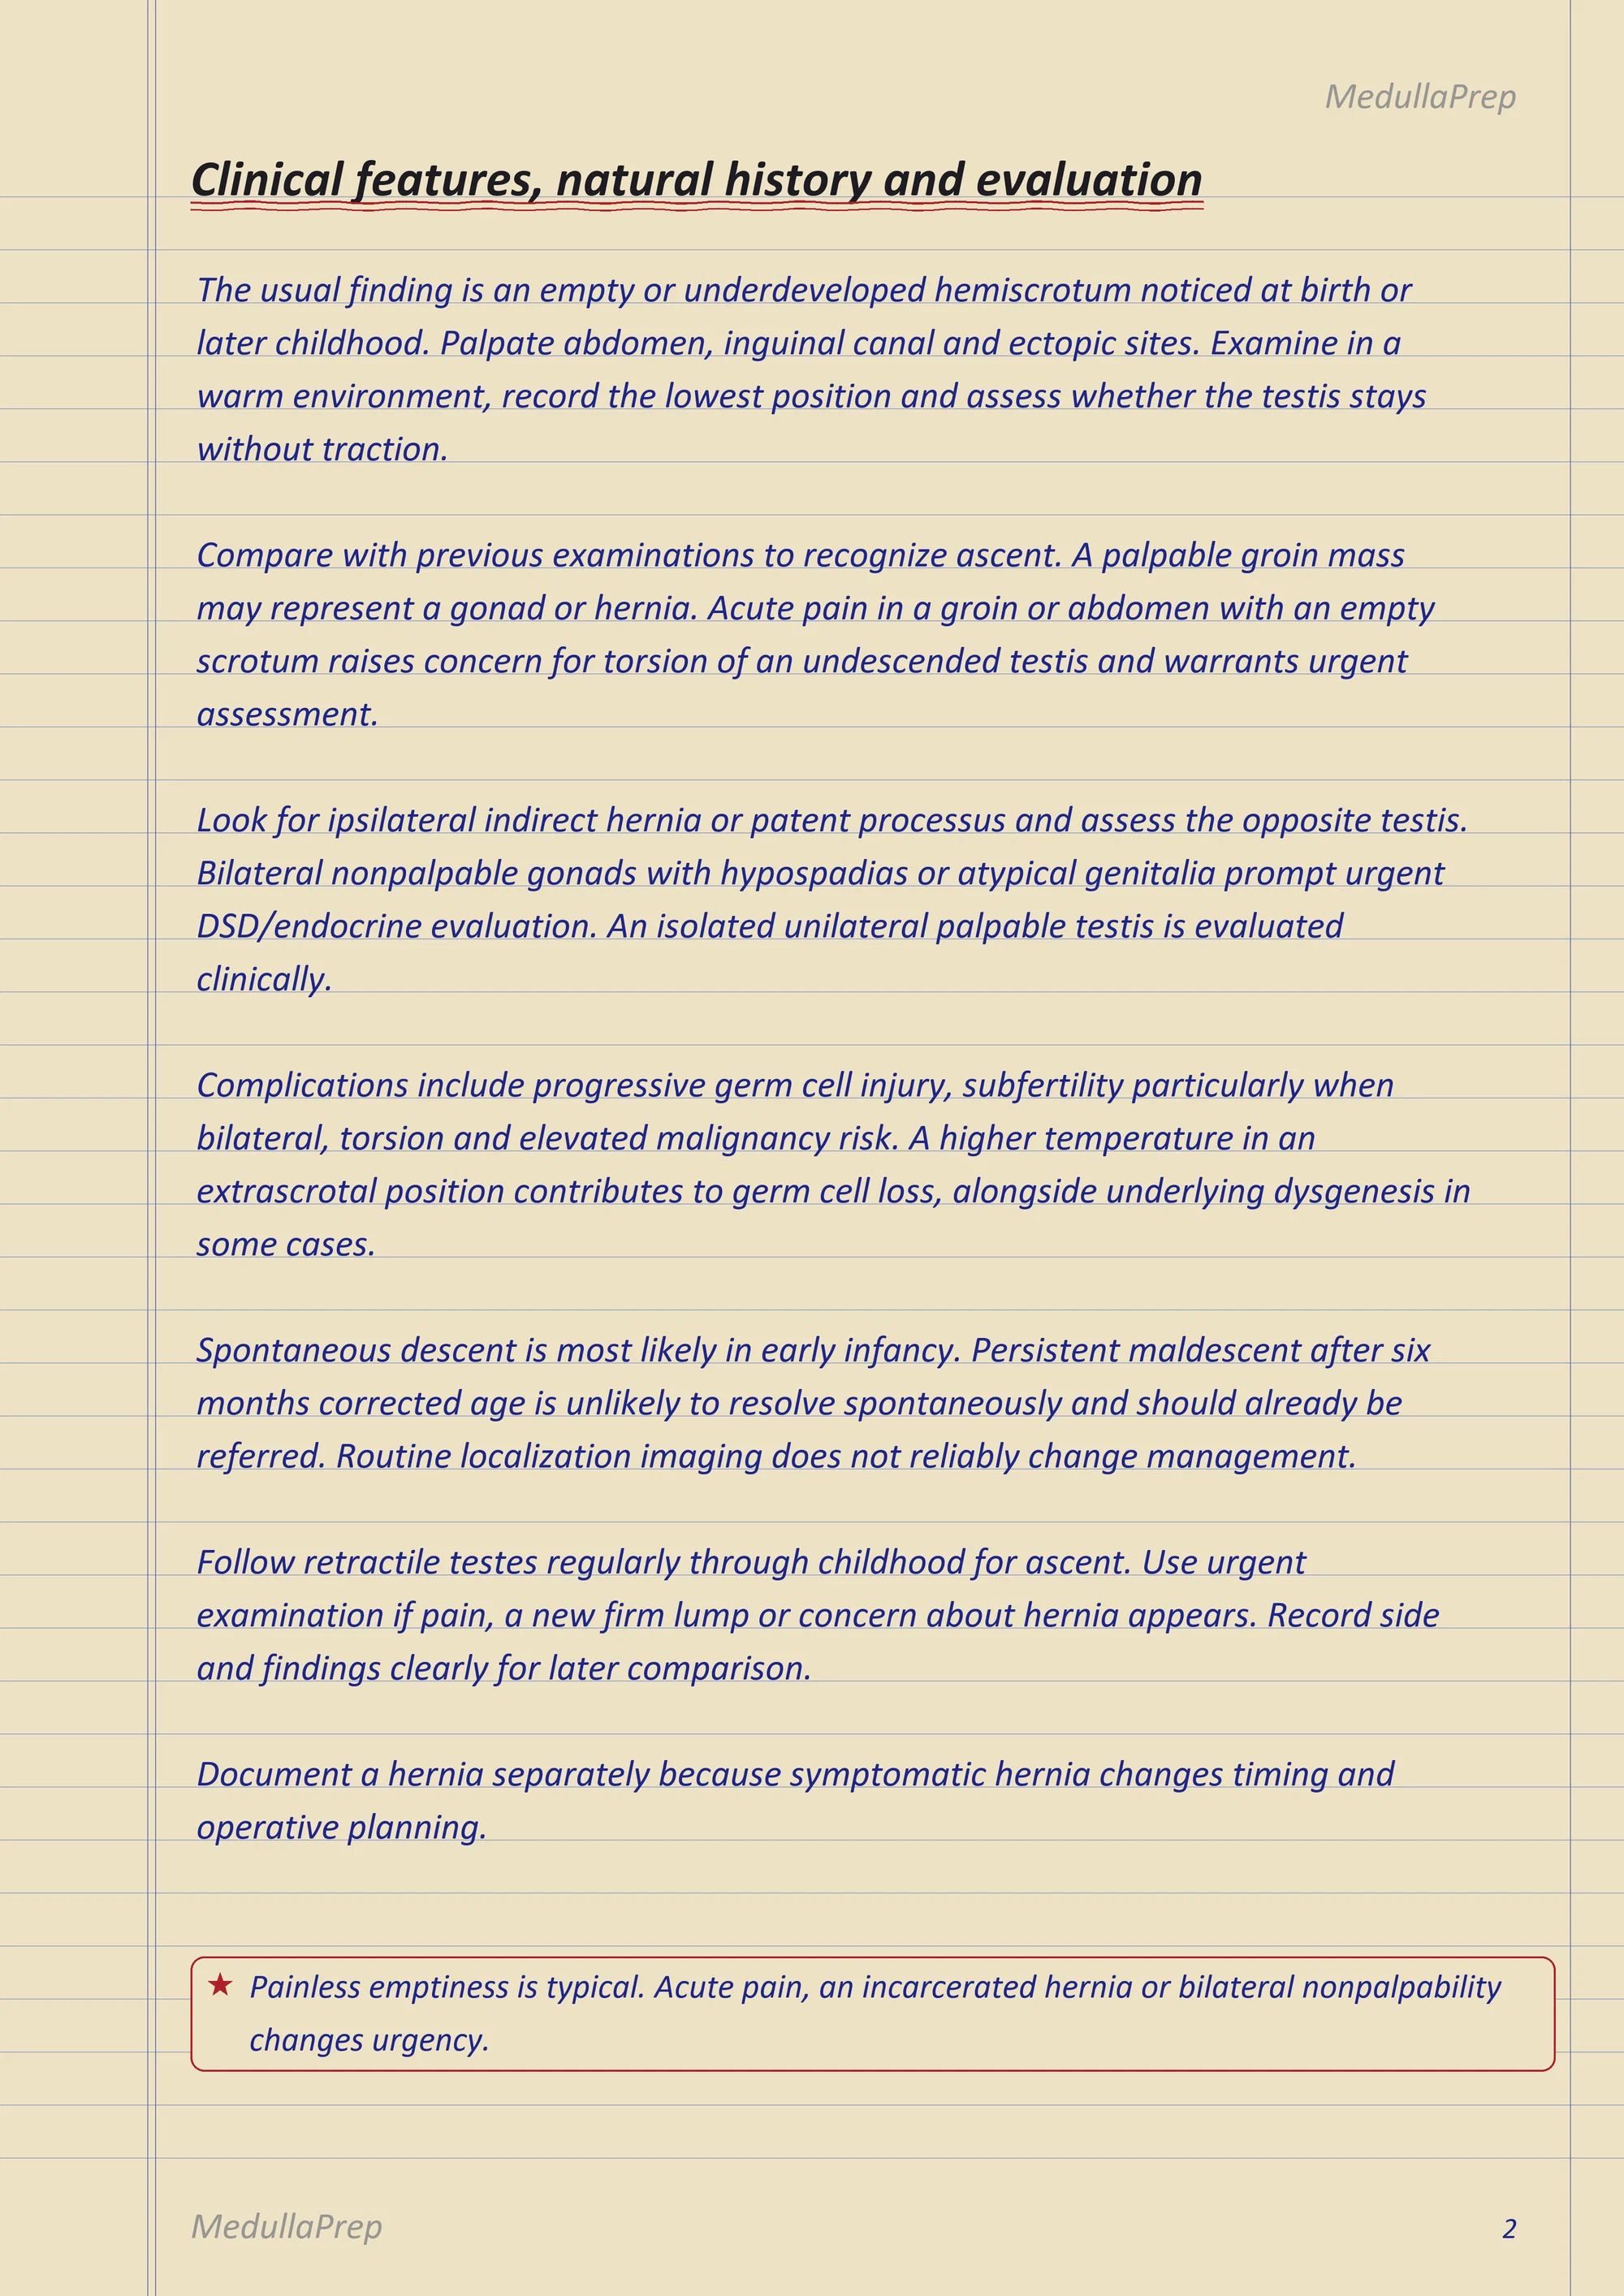 MedullaPrep
Clinical features, natural history and evaluation
The usual finding is an empty or underdeveloped hemiscrotum noticed at birth or
later childhood. Palpate abdomen, inguinal canal and ectopic sites. Examine in a
warm environment, record the lowest position and assess whether the testis stays
without traction.
Compare with previous examinations to recognize ascent. A palpable groin mass
may represent a gonad or hernia. Acute pain in a groin or abdomen with an empty
scrotum raises concern for torsion of an undescended testis and warrants urgent
assessment.
Look for ipsilateral indirect hernia or patent processus and assess the opposite testis.
Bilateral nonpalpable gonads with hypospadias or atypical genitalia prompt urgent
DSD/endocrine evaluation. An isolated unilateral palpable testis is evaluated
clinically.
Complications include progressive germ cell injury, subfertility particularly when
bilateral, torsion and elevated malignancy risk. A higher temperature in an
extrascrotal position contributes to germ cell loss, alongside underlying dysgenesis in
some cases.
Spontaneous descent is most likely in early infancy. Persistent maldescent after six
months corrected age is unlikely to resolve spontaneously and should already be
referred. Routine localization imaging does not reliably change management.
Follow retractile testes regularly through childhood for ascent. Use urgent
examination if pain, a new firm lump or concern about hernia appears. Record side
and findings clearly for later comparison.
Document a hernia separately because symptomatic hernia changes timing and
operative planning.
★ Painless emptiness is typical. Acute pain, an incarcerated hernia or bilateral nonpalpability
changes urgency.
MedullaPrep
2